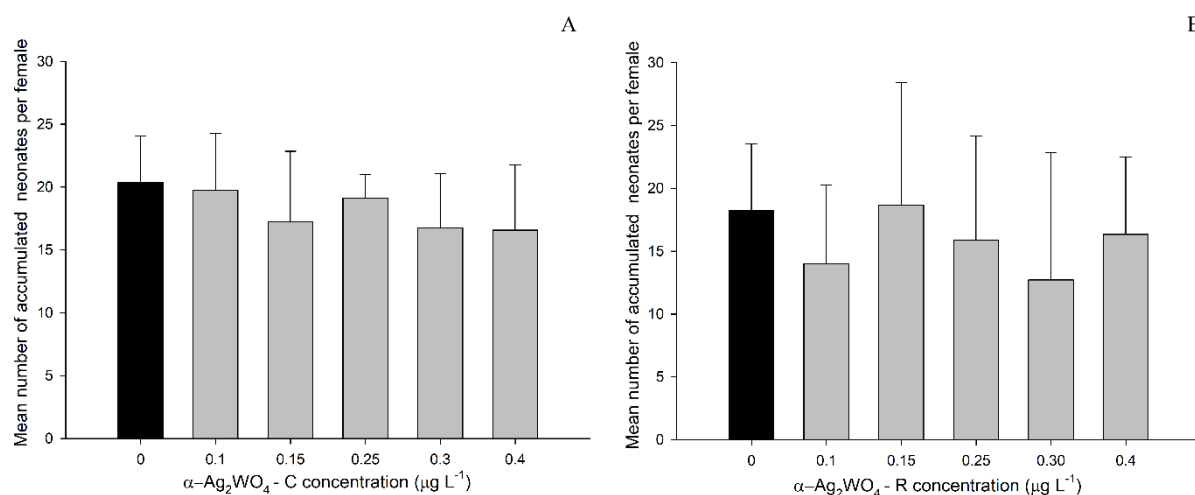 A
Mean number of accumulated neonates per female
30
25
20
15
10
5
0
0 0.1 0.15 0.25 0.3 0.4
α–Ag₂WO₄ - C concentration (μg L⁻¹)
B
Mean number of accumulated neonates per female
30
25
20
15
10
5
0
0 0.1 0.15 0.25 0.30 0.4
α–Ag₂WO₄ - R concentration (μg L⁻¹)